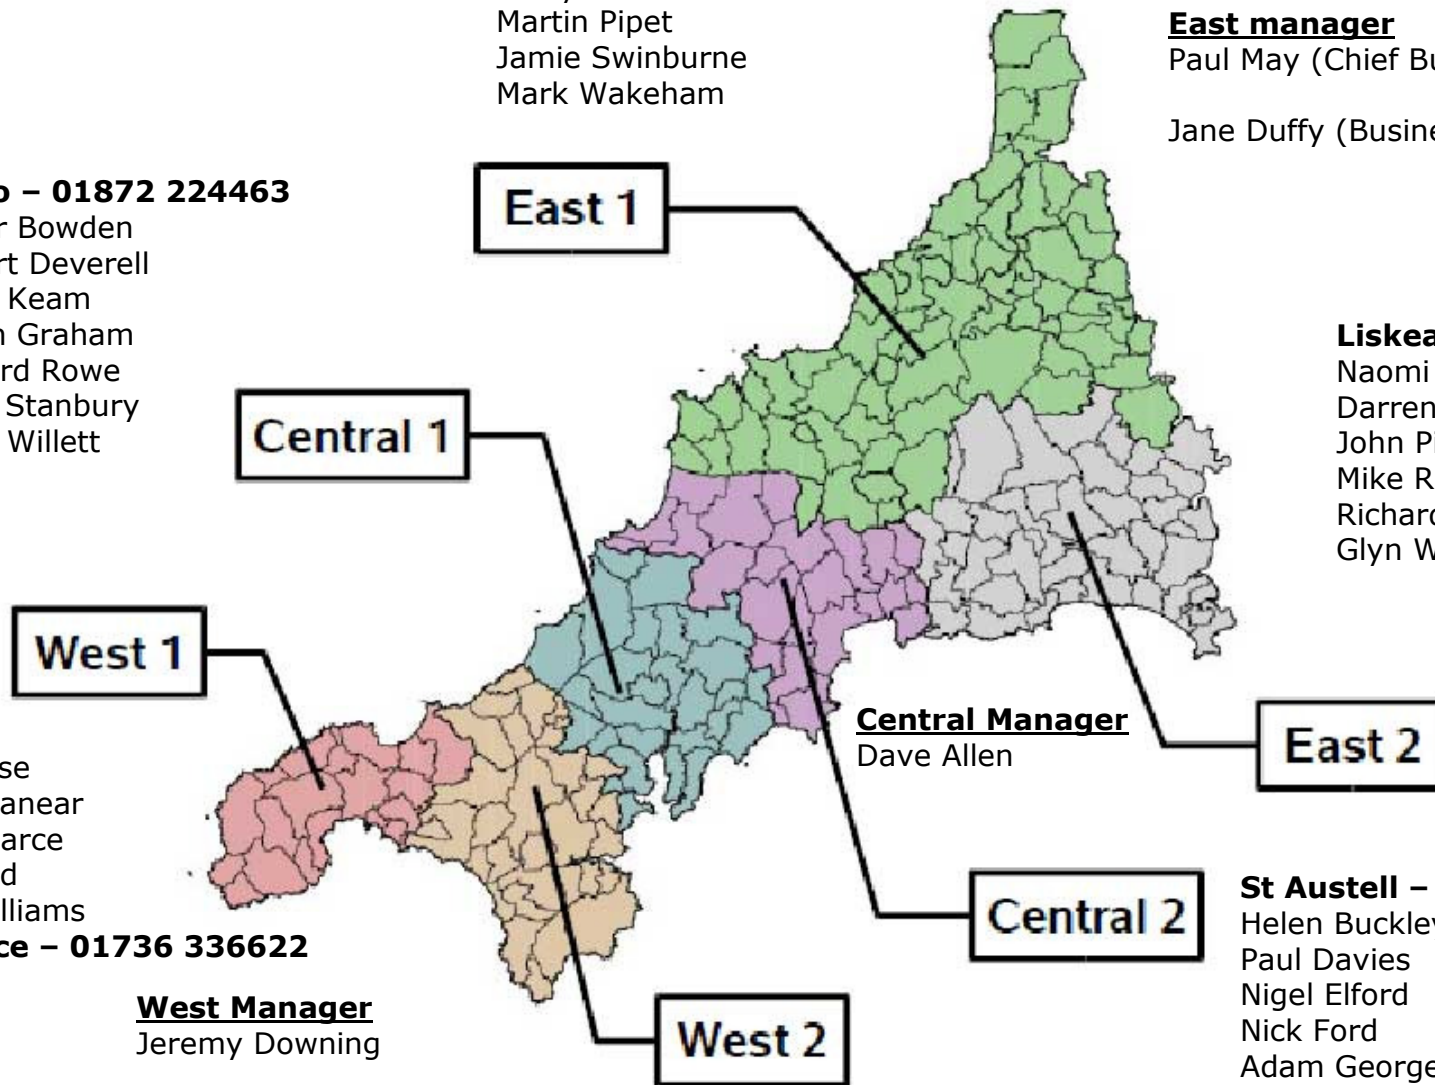 Martin Pipet
Jamie Swinburne
Mark Wakeham
East manager
Paul May (Chief Bu
Jane Duffy (Busine
o – 01872 224463
r Bowden
rt Deverell
Keam
n Graham
rd Rowe
Stanbury
Willett
East 1
Liskea
Naomi
Darren
John Pi
Mike R
Richard
Glyn W
Central 1
West 1
se
anear
arce
d
lliams
ce – 01736 336622
West Manager
Jeremy Downing
Central Manager
Dave Allen
East 2
Central 2
West 2
St Austell –
Helen Buckley
Paul Davies
Nigel Elford
Nick Ford
Adam George